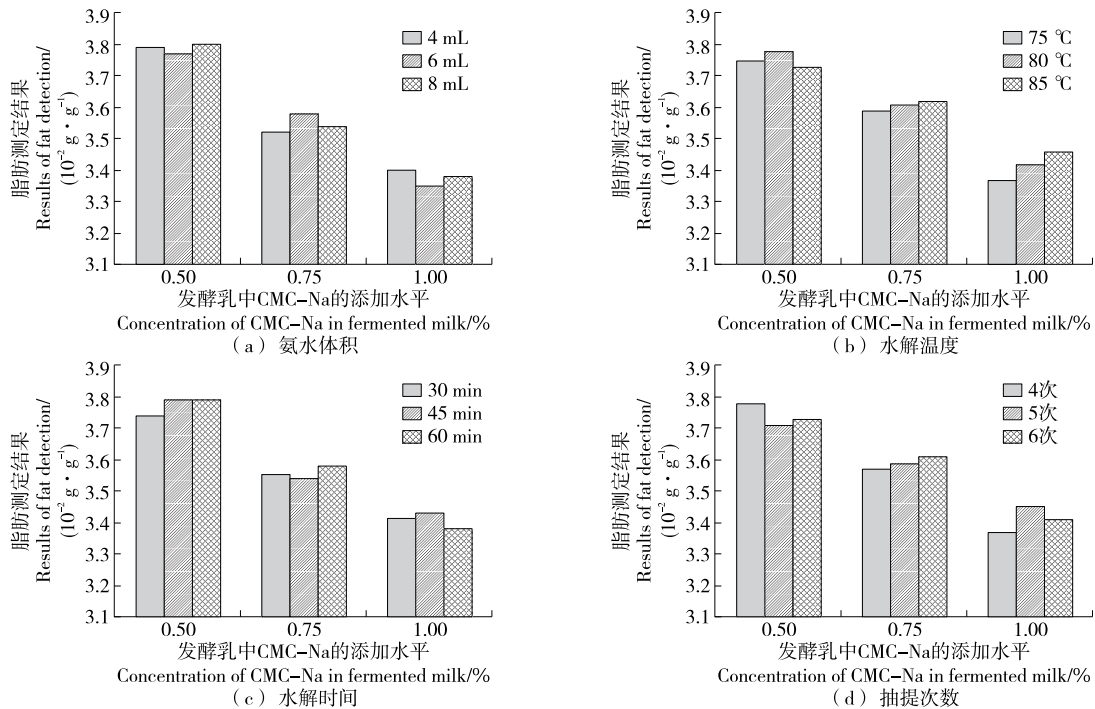 3.9
3.8
3.7
3.6
3.5
3.4
3.3
3.2
3.1
脂肪测定结果/
Results of fat detection/
(10⁻² g·g⁻¹)
4 mL
6 mL
8 mL
0.50 0.75 1.00
发酵乳中CMC-Na的添加水平
Concentration of CMC-Na in fermented milk/%
(a) 氨水体积
3.9
3.8
3.7
3.6
3.5
3.4
3.3
3.2
3.1
脂肪测定结果
Results of fat detection/
(10⁻² g·g⁻¹)
75 ℃
80 ℃
85 ℃
0.50 0.75 1.00
发酵乳中CMC-Na的添加水平
Concentration of CMC-Na in fermented milk/%
(b) 水解温度
3.9
3.8
3.7
3.6
3.5
3.4
3.3
3.2
3.1
脂肪测定结果
Results of fat detection/
(10⁻² g·g⁻¹)
30 min
45 min
60 min
0.50 0.75 1.00
发酵乳中CMC-Na的添加水平
Concentration of CMC-Na in fermented milk/%
(c) 水解时间
3.9
3.8
3.7
3.6
3.5
3.4
3.3
3.2
3.1
脂肪测定结果
Results of fat detection/
(10⁻² g·g⁻¹)
4次
5次
6次
0.50 0.75 1.00
发酵乳中CMC-Na的添加水平
Concentration of CMC-Na in fermented milk/%
(d) 抽提次数